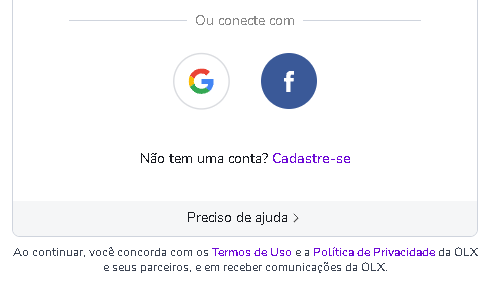 Ou conecte com
f
Não tem uma conta? Cadastre-se
Preciso de ajuda >
Ao continuar, você concorda com os Termos de Uso e a Política de Privacidade da OLX
e seus parceiros, e em receber comunicações da OLX.